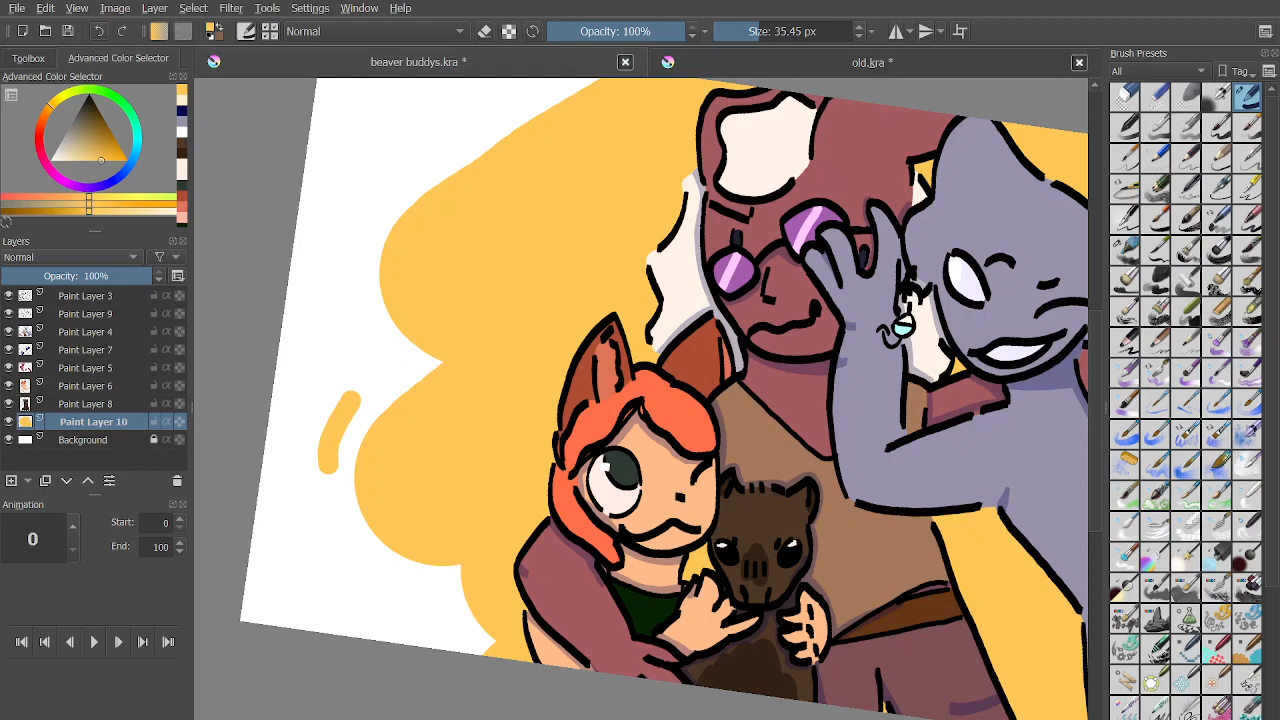 File Edit View Image Layer Select Filter Tools Settings Window Help
Normal
Opacity: 100%
Size: 35.45 px
Toolbox Advanced Color Selector
beaver buddys.kra *
old.kra *
Brush Presets
Advanced Color Selector
All
Tag
Layers
Normal
Opacity: 100%
Paint Layer 3
Paint Layer 9
Paint Layer 4
Paint Layer 7
Paint Layer 5
Paint Layer 6
Paint Layer 8
Paint Layer 10
Background
Animation
0
Start: 0
End: 100